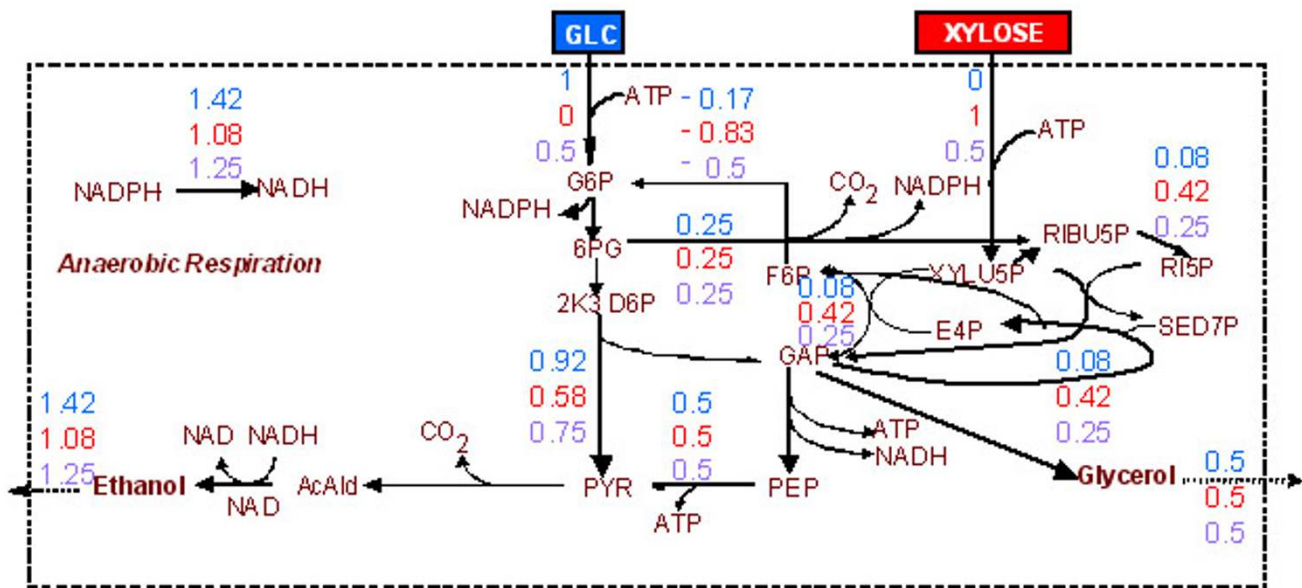 GLC
XYLOSE
1
0
0.5
ATP
- 0.17
- 0.83
- 0.5
0
1
0.5
ATP
1.42
1.08
1.25
NADPH
NADH
0.08
0.42
0.25
G6P
NADPH
CO2
NADPH
6PG
0.25
0.25
0.25
RIBU5P
RI5P
Anaerobic Respiration
F6P
XYLU5P
2K3 D6P
0.08
0.42
0.25
E4P
SED7P
GAP
0.92
0.58
0.75
0.5
0.5
0.5
0.08
0.42
0.25
1.42
1.08
1.25
NAD NADH
CO2
ATP
NADH
Ethanol
NAD
AcAld
PYR
ATP
PEP
Glycerol
0.5
0.5
0.5